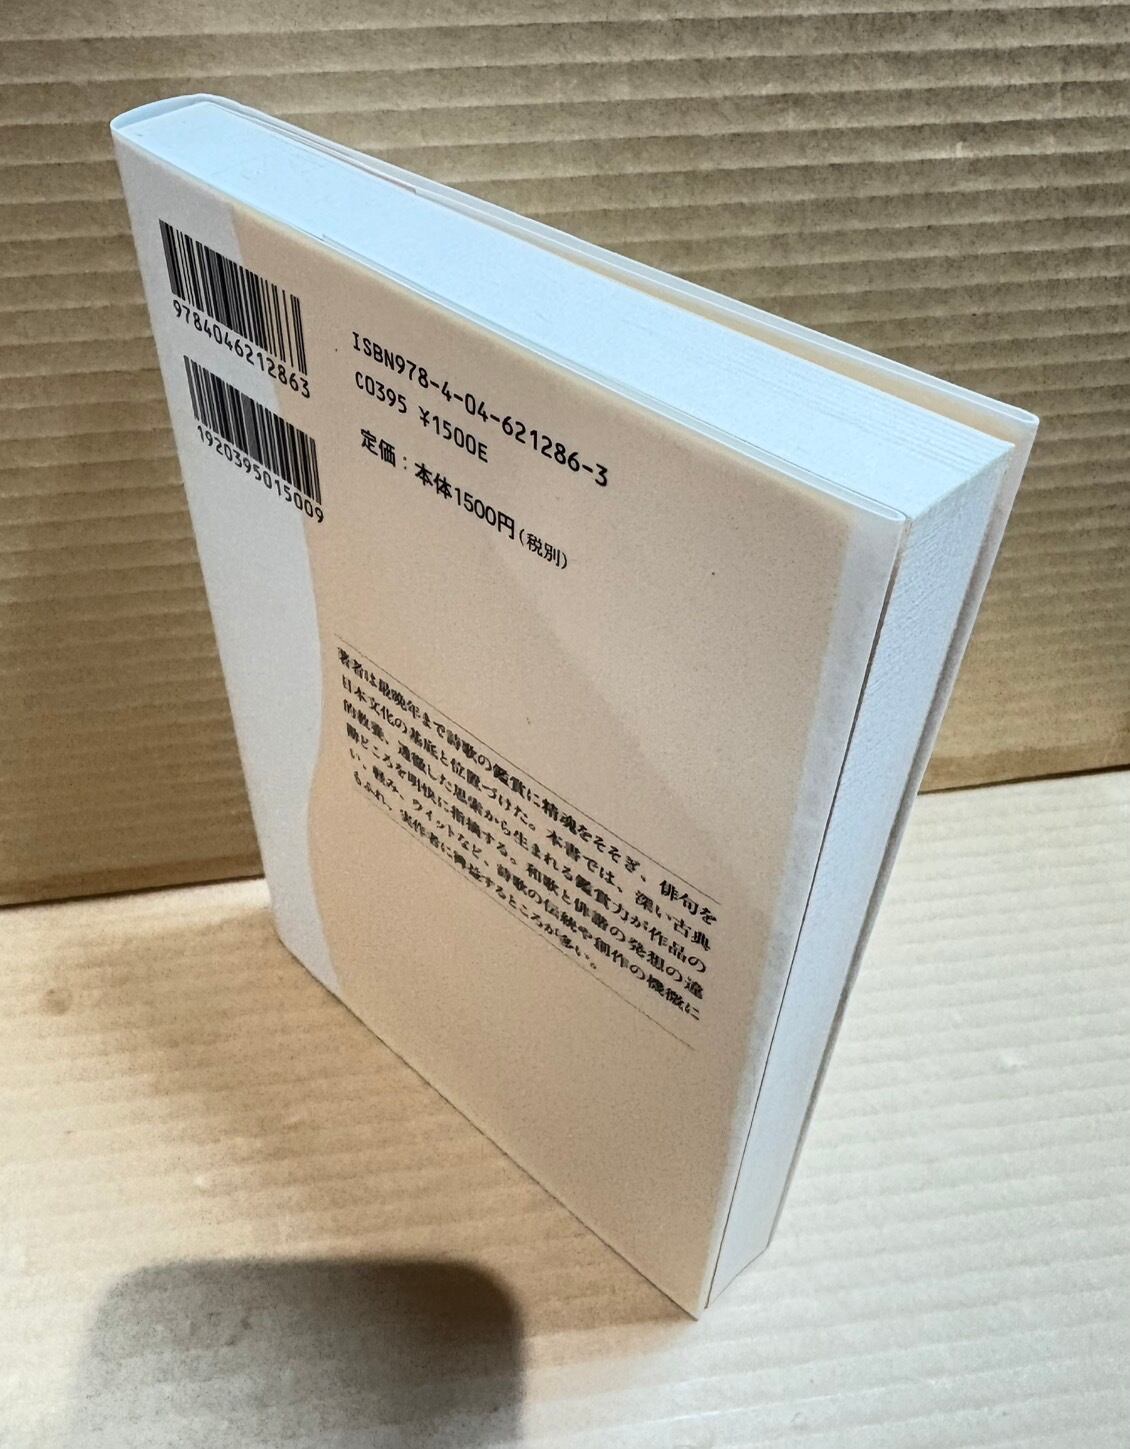 9784046212863
1920395015009
ISBN978-4-04-621286-3
C0395 ¥1500E
定価：本体1500円（税別）
著者は最晩年まで詩歌の鑑賞に精魂をそそぎ、俳句を
日本文化の基底と位置づけた。本書では、深い古典
的教養、透徹した思索から生まれる鑑賞力が作品の
勘どころを明快に指摘する。和歌と俳諧の発想の違
い、軽み、ウィットなど、詩歌の伝統や創作の機微に
もふれ、実作者に裨益するところが多い。